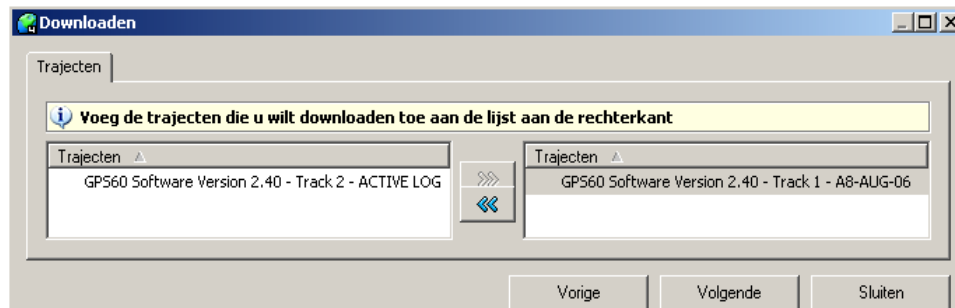 Downloaden
Trajecten
Voeg de trajecten die u wilt downloaden toe aan de lijst aan de rechterkant
Trajecten
GPS60 Software Version 2.40 - Track 2 - ACTIVE LOG
Trajecten
GPS60 Software Version 2.40 - Track 1 - A8-AUG-06
Vorige
Volgende
Sluiten